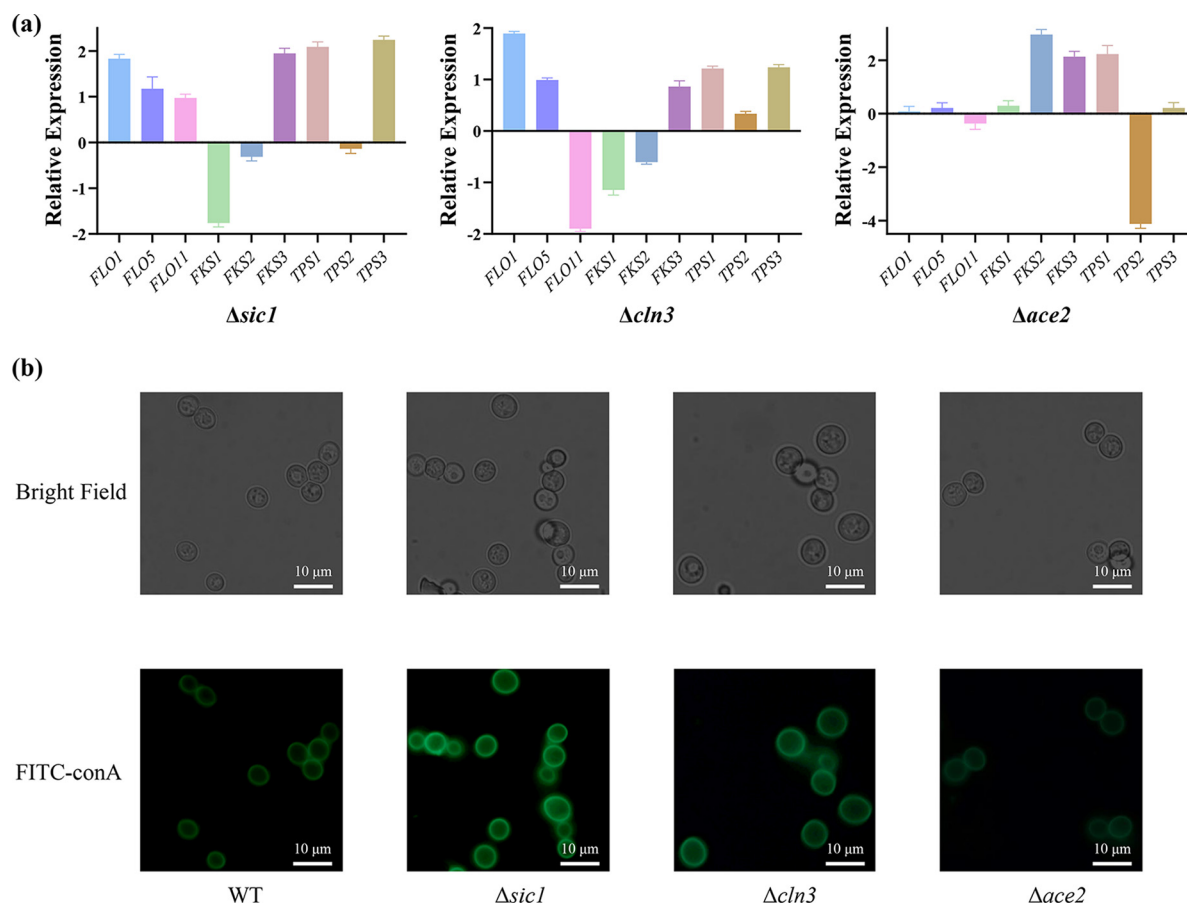 (a)
Relative Expression
2
1
0
-1
-2
FLO1
FLO5
FLO11
FKS1
FKS2
FKS3
TPS1
TPS2
TPS3
Δsic1
Relative Expression
2
1
0
-1
-2
FLO1
FLO5
FLO11
FKS1
FKS2
FKS3
TPS1
TPS2
TPS3
Δcln3
Relative Expression
2
0
-2
-4
FLO1
FLO5
FLO11
FKS1
FKS2
FKS3
TPS1
TPS2
TPS3
Δace2
(b)
Bright Field
10 μm
10 μm
10 μm
10 μm
FITC-conA
10 μm
10 μm
10 μm
10 μm
WT
Δsic1
Δcln3
Δace2